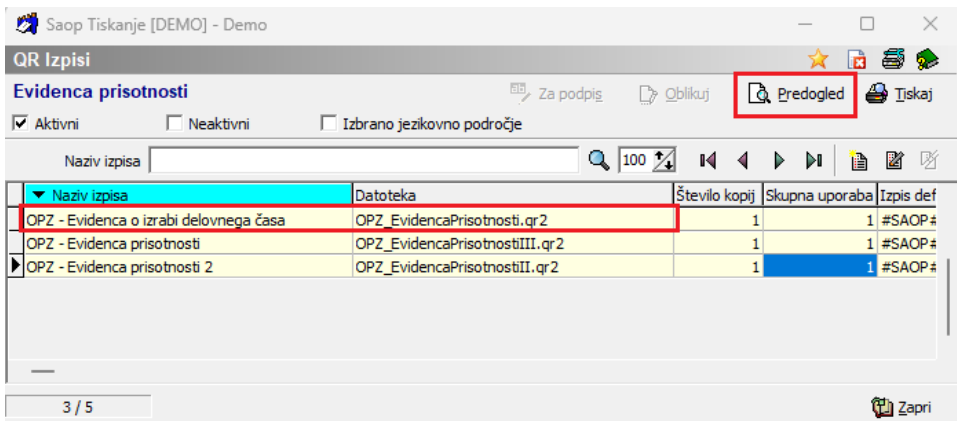 Saop Tiskanje [DEMO] - Demo
QR Izpisi
Evidenca prisotnosti Za podpis Oblikuj Predogled Tiskaj
Aktivni Neaktivni Izbrano jezikovno področje
Naziv izpisa 100
Naziv izpisa Datoteka Število kopij Skupna uporaba Izpis def
OPZ - Evidenca o izrabi delovnega časa OPZ_EvidencaPrisotnosti.qr2 1 1 #SAOP#
OPZ - Evidenca prisotnosti OPZ_EvidencaPrisotnostiIII.qr2 1 1 #SAOP#
OPZ - Evidenca prisotnosti 2 OPZ_EvidencaPrisotnostiII.qr2 1 1 #SAOP#
3 / 5 Zapri